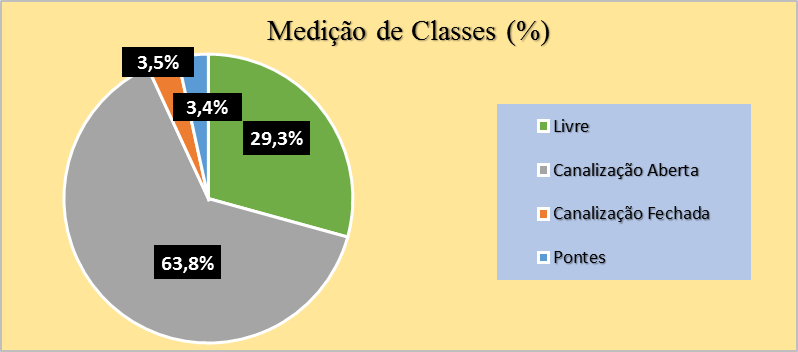 Medição de Classes (%)
3,5%
3,4%
29,3%
63,8%
Livre
Canalização Aberta
Canalização Fechada
Pontes